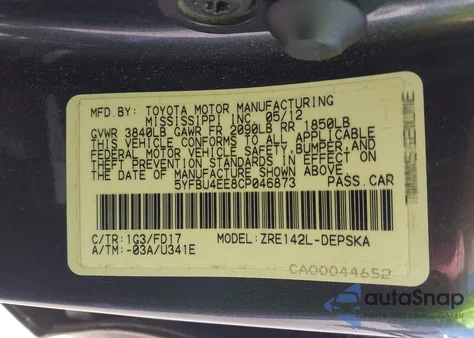 MFD. BY: TOYOTA MOTOR MANUFACTURING
MISSISSIPPI INC 05/12
GVWR 3840LB GAWR FR 2090LB RR 1850LB
THIS VEHICLE CONFORMS TO ALL APPLICABLE
FEDERAL MOTOR VEHICLE SAFETY, BUMPER, AND
THEFT PREVENTION STANDARDS IN EFFECT ON
THE DATE OF MANUFACTURE SHOWN ABOVE.
5YFBU4EE8CP046873 PASS. CAR
C/TR: 1G3/FD17 MODEL: ZRE142L-DEPSKA
A/TM: -03A/U341E
CA00044652
autoSnap